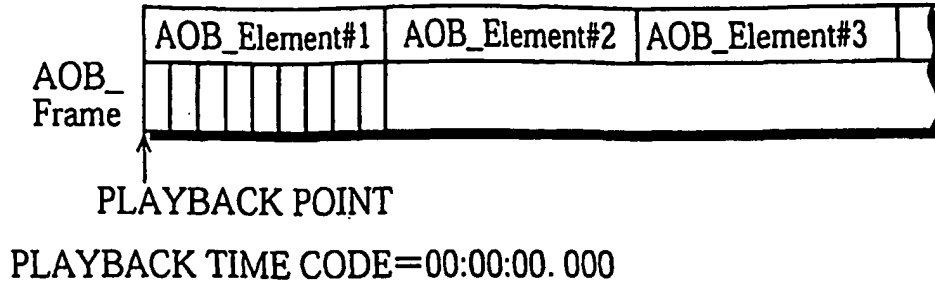 AOB_Element#1 AOB_Element#2 AOB_Element#3
AOB_
Frame
PLAYBACK POINT
PLAYBACK TIME CODE=00:00:00. 000